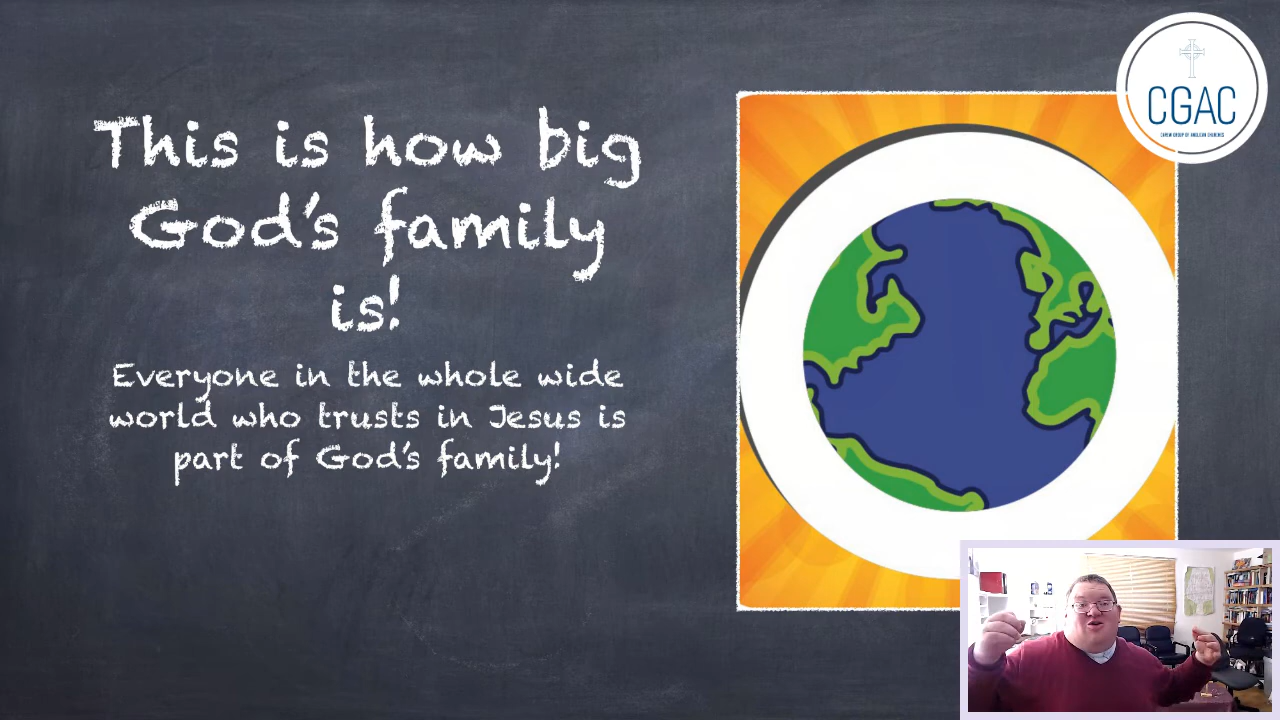 This is how big
God's family
is!
Everyone in the whole wide
world who trusts in Jesus is
part of God's family!
CGAC